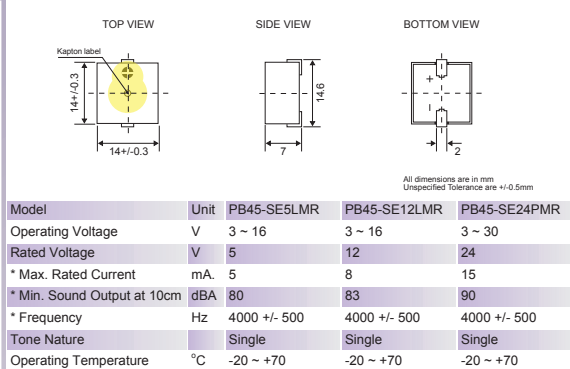 TOP VIEW SIDE VIEW BOTTOM VIEW
Kapton label
14+/-0.3
14+/-0.3
14.6
7
+
–
2
All dimensions are in mm
Unspecified Tolerance are +/-0.5mm
Model Unit PB45-SE5LMR PB45-SE12LMR PB45-SE24PMR
Operating Voltage V 3 ~ 16 3 ~ 16 3 ~ 30
Rated Voltage V 5 12 24
* Max. Rated Current mA. 5 8 15
* Min. Sound Output at 10cm dBA 80 83 90
* Frequency Hz 4000 +/- 500 4000 +/- 500 4000 +/- 500
Tone Nature Single Single Single
Operating Temperature °C -20 ~ +70 -20 ~ +70 -20 ~ +70